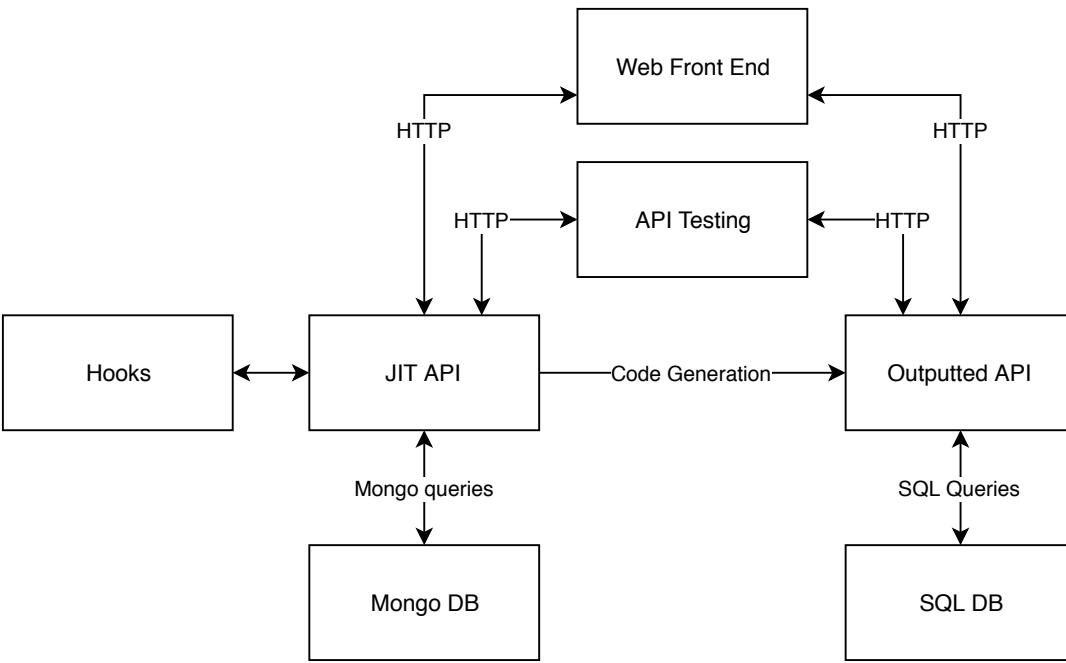 Web Front End
HTTP
HTTP
HTTP
API Testing
HTTP
Hooks
JIT API
Code Generation
Outputted API
Mongo queries
SQL Queries
Mongo DB
SQL DB